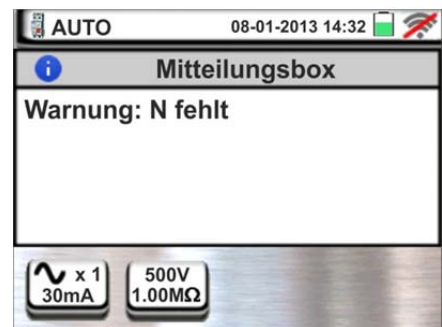 AUTO 08-01-2013 14:32
Mitteilungsbox
Warnung: N fehlt
x 1
30mA
500V
1.00MΩ